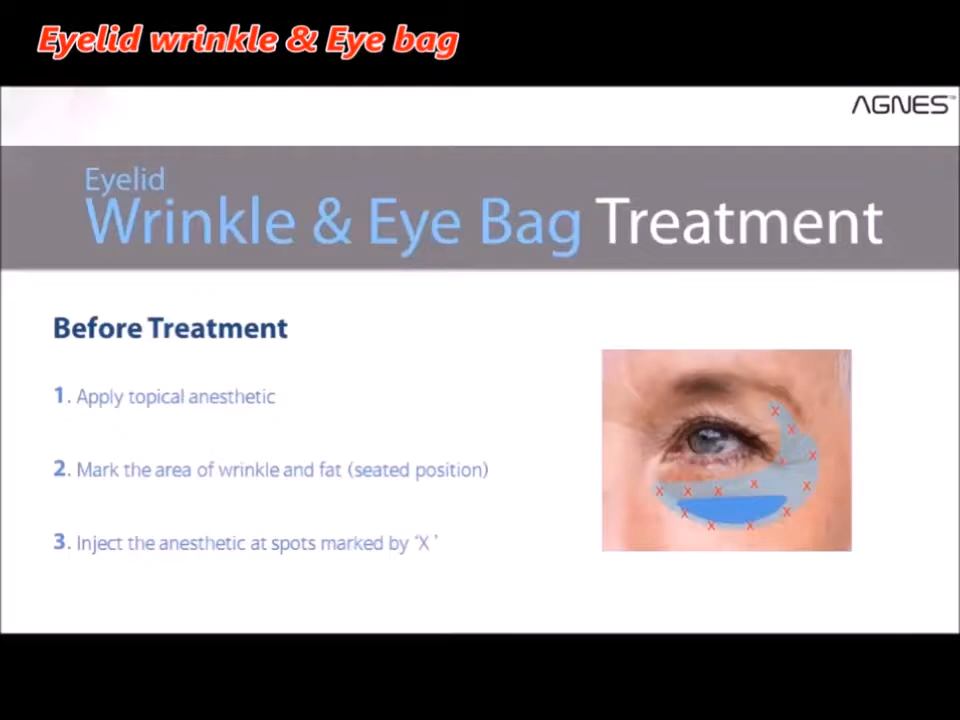 Eyelid wrinkle & Eye bag
AGNES™
Eyelid
Wrinkle & Eye Bag Treatment
Before Treatment
1. Apply topical anesthetic
2. Mark the area of wrinkle and fat (seated position)
3. Inject the anesthetic at spots marked by ‘X ’
X
X
X
X
X
X
X
X
X
X
X
X
X